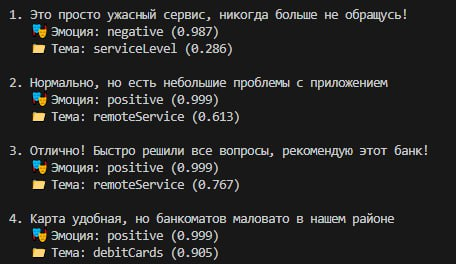 1. Это просто ужасный сервис, никогда больше не обращусь!
🎭 Эмоция: negative (0.987)
📁 Тема: serviceLevel (0.286)
2. Нормально, но есть небольшие проблемы с приложением
🎭 Эмоция: positive (0.999)
📁 Тема: remoteService (0.613)
3. Отлично! Быстро решили все вопросы, рекомендую этот банк!
🎭 Эмоция: positive (0.999)
📁 Тема: remoteService (0.767)
4. Карта удобная, но банкоматов маловато в нашем районе
🎭 Эмоция: positive (0.999)
📁 Тема: debitCards (0.905)